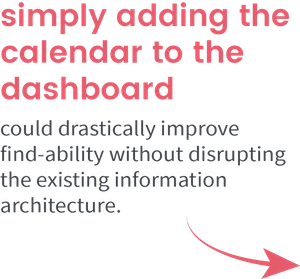 simply adding the
calendar to the
dashboard
could drastically improve
find-ability without disrupting
the existing information
architecture.